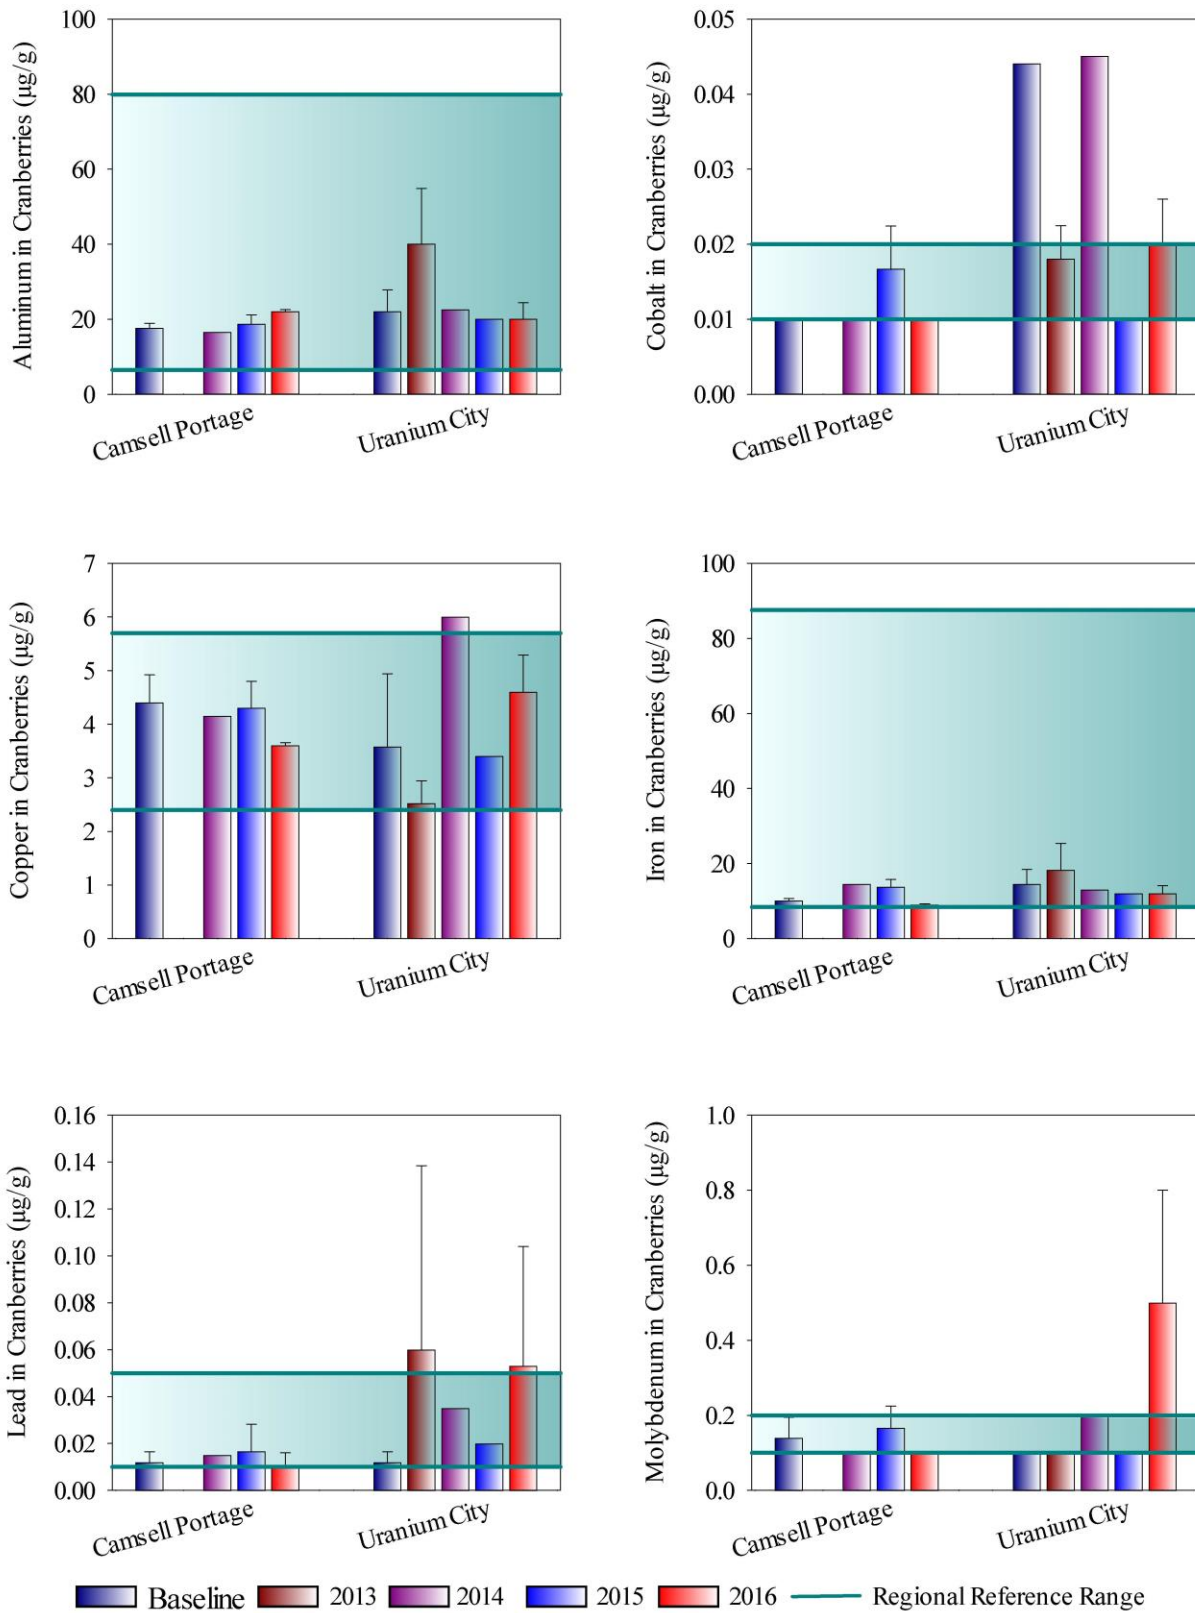 Aluminum in Cranberries (µg/g)
100
80
60
40
20
0
Camsell Portage
Uranium City
Cobalt in Cranberries (µg/g)
0.05
0.04
0.03
0.02
0.01
0.00
Camsell Portage
Uranium City
Copper in Cranberries (µg/g)
7
6
5
4
3
2
1
0
Camsell Portage
Uranium City
Iron in Cranberries (µg/g)
100
80
60
40
20
0
Camsell Portage
Uranium City
Lead in Cranberries (µg/g)
0.16
0.14
0.12
0.10
0.08
0.06
0.04
0.02
0.00
Camsell Portage
Uranium City
Molybdenum in Cranberries (µg/g)
1.0
0.8
0.6
0.4
0.2
0.0
Camsell Portage
Uranium City
Baseline 2013 2014 2015 2016 Regional Reference Range